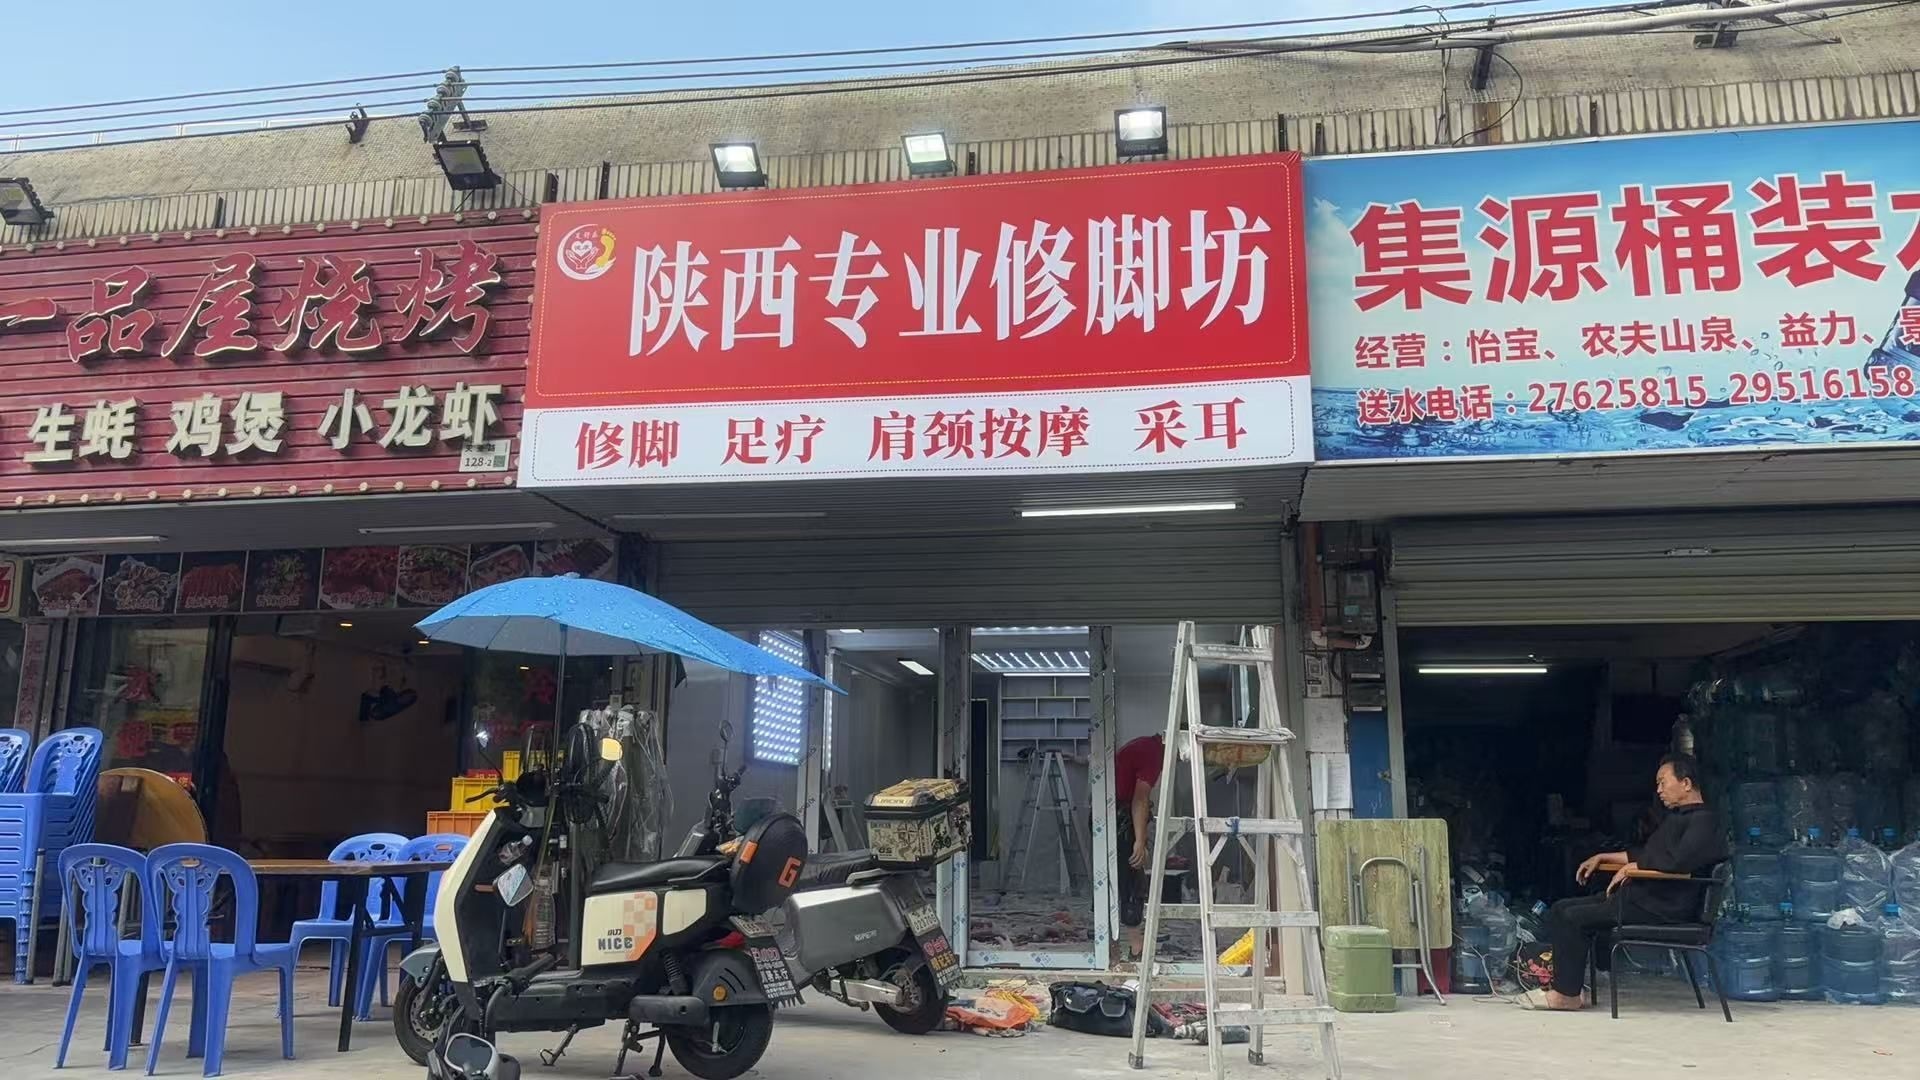 一品屋烧烤
生蚝 鸡煲 小龙虾
128-2
陕西专业修脚坊
修脚 足疗 肩颈按摩 采耳
集源桶装
经营：怡宝、农夫山泉、益力、景
送水电话：27625815 29516158
NICE
G